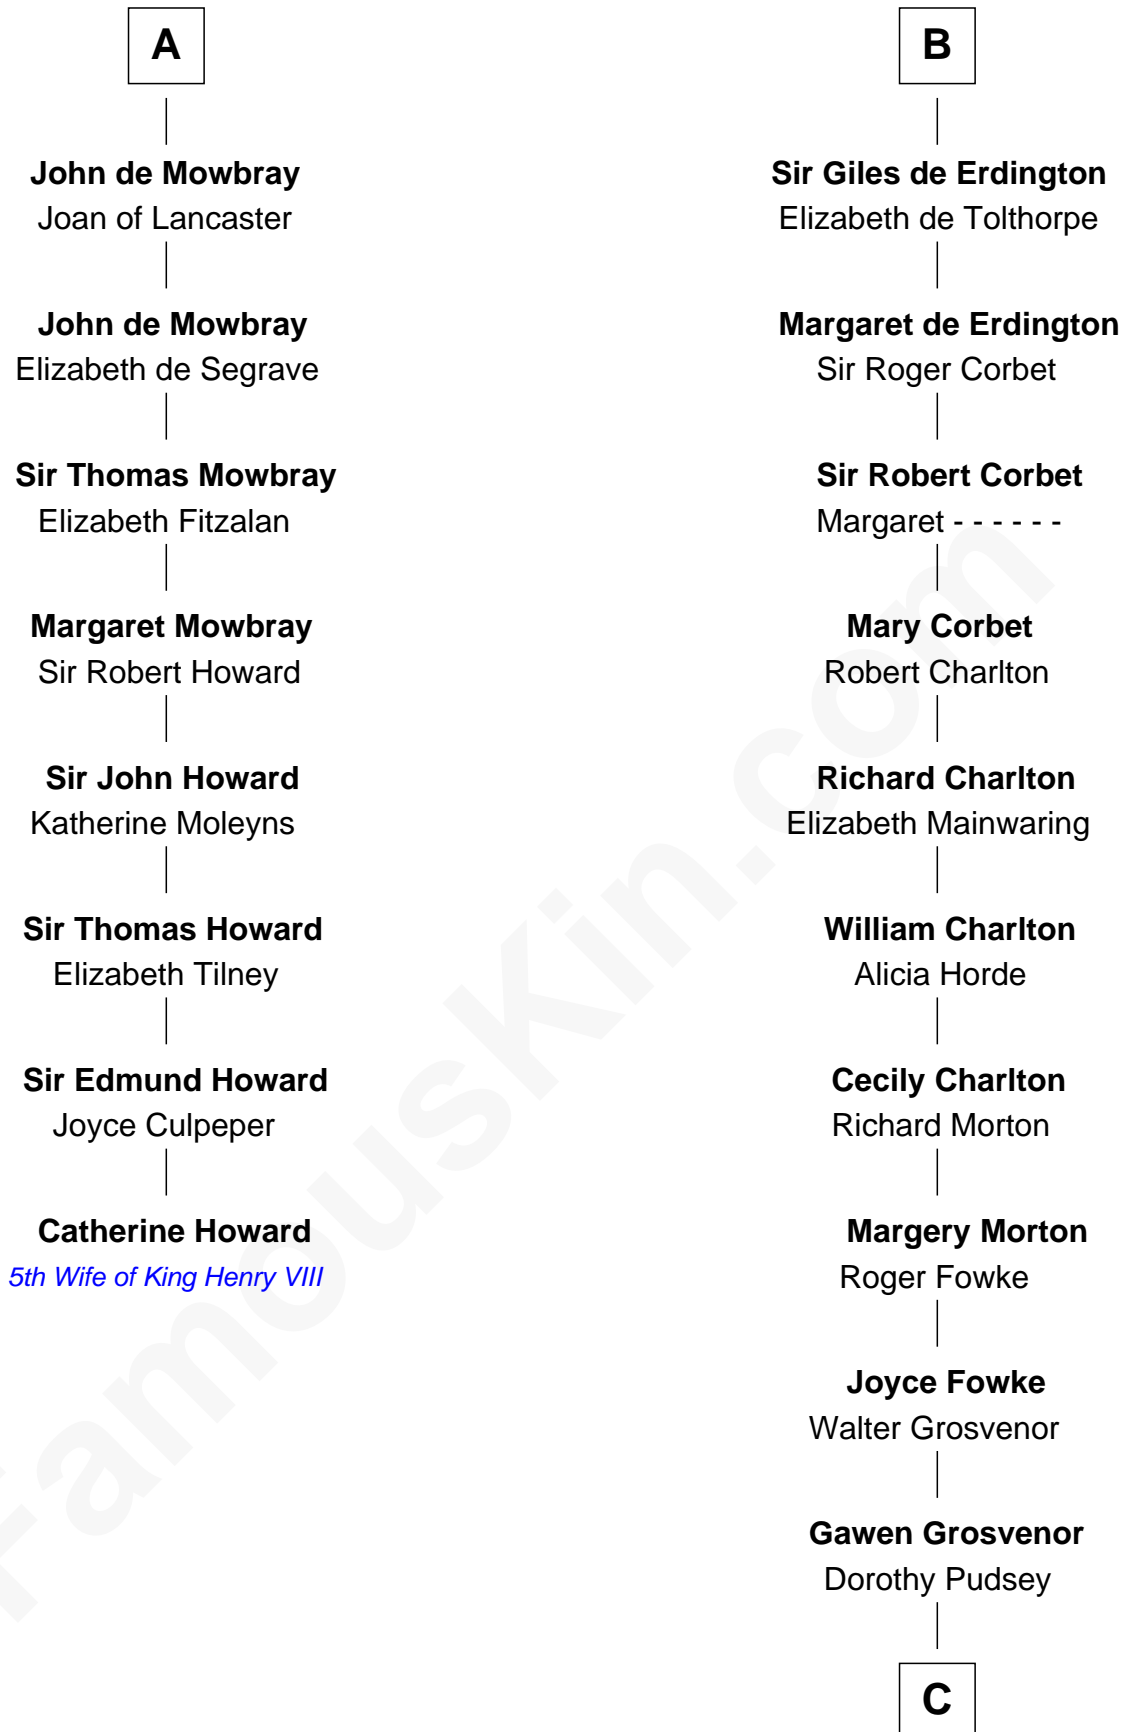 A
John de Mowbray
Joan of Lancaster
John de Mowbray
Elizabeth de Segrave
Sir Thomas Mowbray
Elizabeth Fitzalan
Margaret Mowbray
Sir Robert Howard
Sir John Howard
Katherine Moleyns
Sir Thomas Howard
Elizabeth Tilney
Sir Edmund Howard
Joyce Culpeper
Catherine Howard
5th Wife of King Henry VIII
B
Sir Giles de Erdington
Elizabeth de Tolthorpe
Margaret de Erdington
Sir Roger Corbet
Sir Robert Corbet
Margaret - - - - - -
Mary Corbet
Robert Charlton
Richard Charlton
Elizabeth Mainwaring
William Charlton
Alicia Horde
Cecily Charlton
Richard Morton
Margery Morton
Roger Fowke
Joyce Fowke
Walter Grosvenor
Gawen Grosvenor
Dorothy Pudsey
C
FamousKin.com